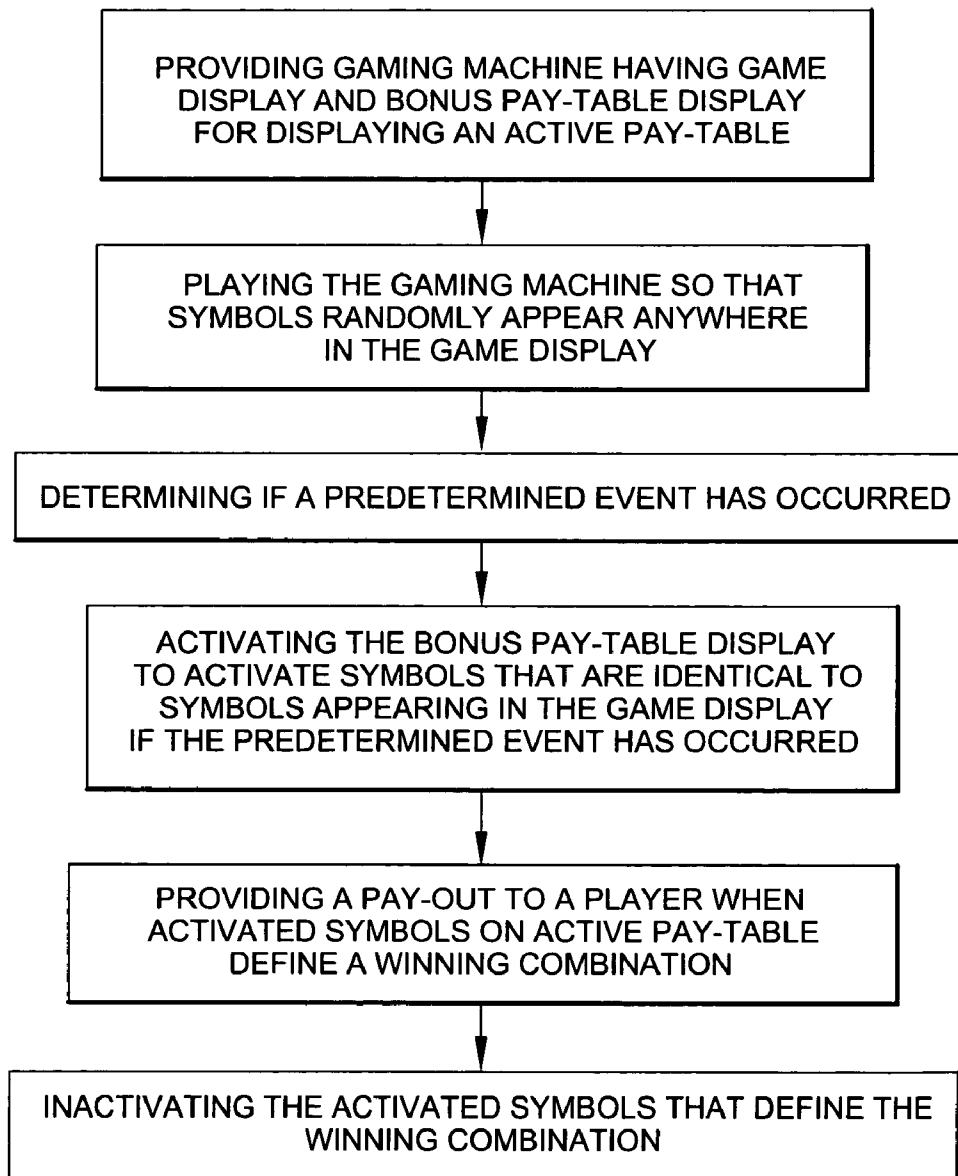 PROVIDING GAMING MACHINE HAVING GAME
DISPLAY AND BONUS PAY-TABLE DISPLAY
FOR DISPLAYING AN ACTIVE PAY-TABLE
PLAYING THE GAMING MACHINE SO THAT
SYMBOLS RANDOMLY APPEAR ANYWHERE
IN THE GAME DISPLAY
DETERMINING IF A PREDETERMINED EVENT HAS OCCURRED
ACTIVATING THE BONUS PAY-TABLE DISPLAY
TO ACTIVATE SYMBOLS THAT ARE IDENTICAL TO
SYMBOLS APPEARING IN THE GAME DISPLAY
IF THE PREDETERMINED EVENT HAS OCCURRED
PROVIDING A PAY-OUT TO A PLAYER WHEN
ACTIVATED SYMBOLS ON ACTIVE PAY-TABLE
DEFINE A WINNING COMBINATION
INACTIVATING THE ACTIVATED SYMBOLS THAT DEFINE THE
WINNING COMBINATION